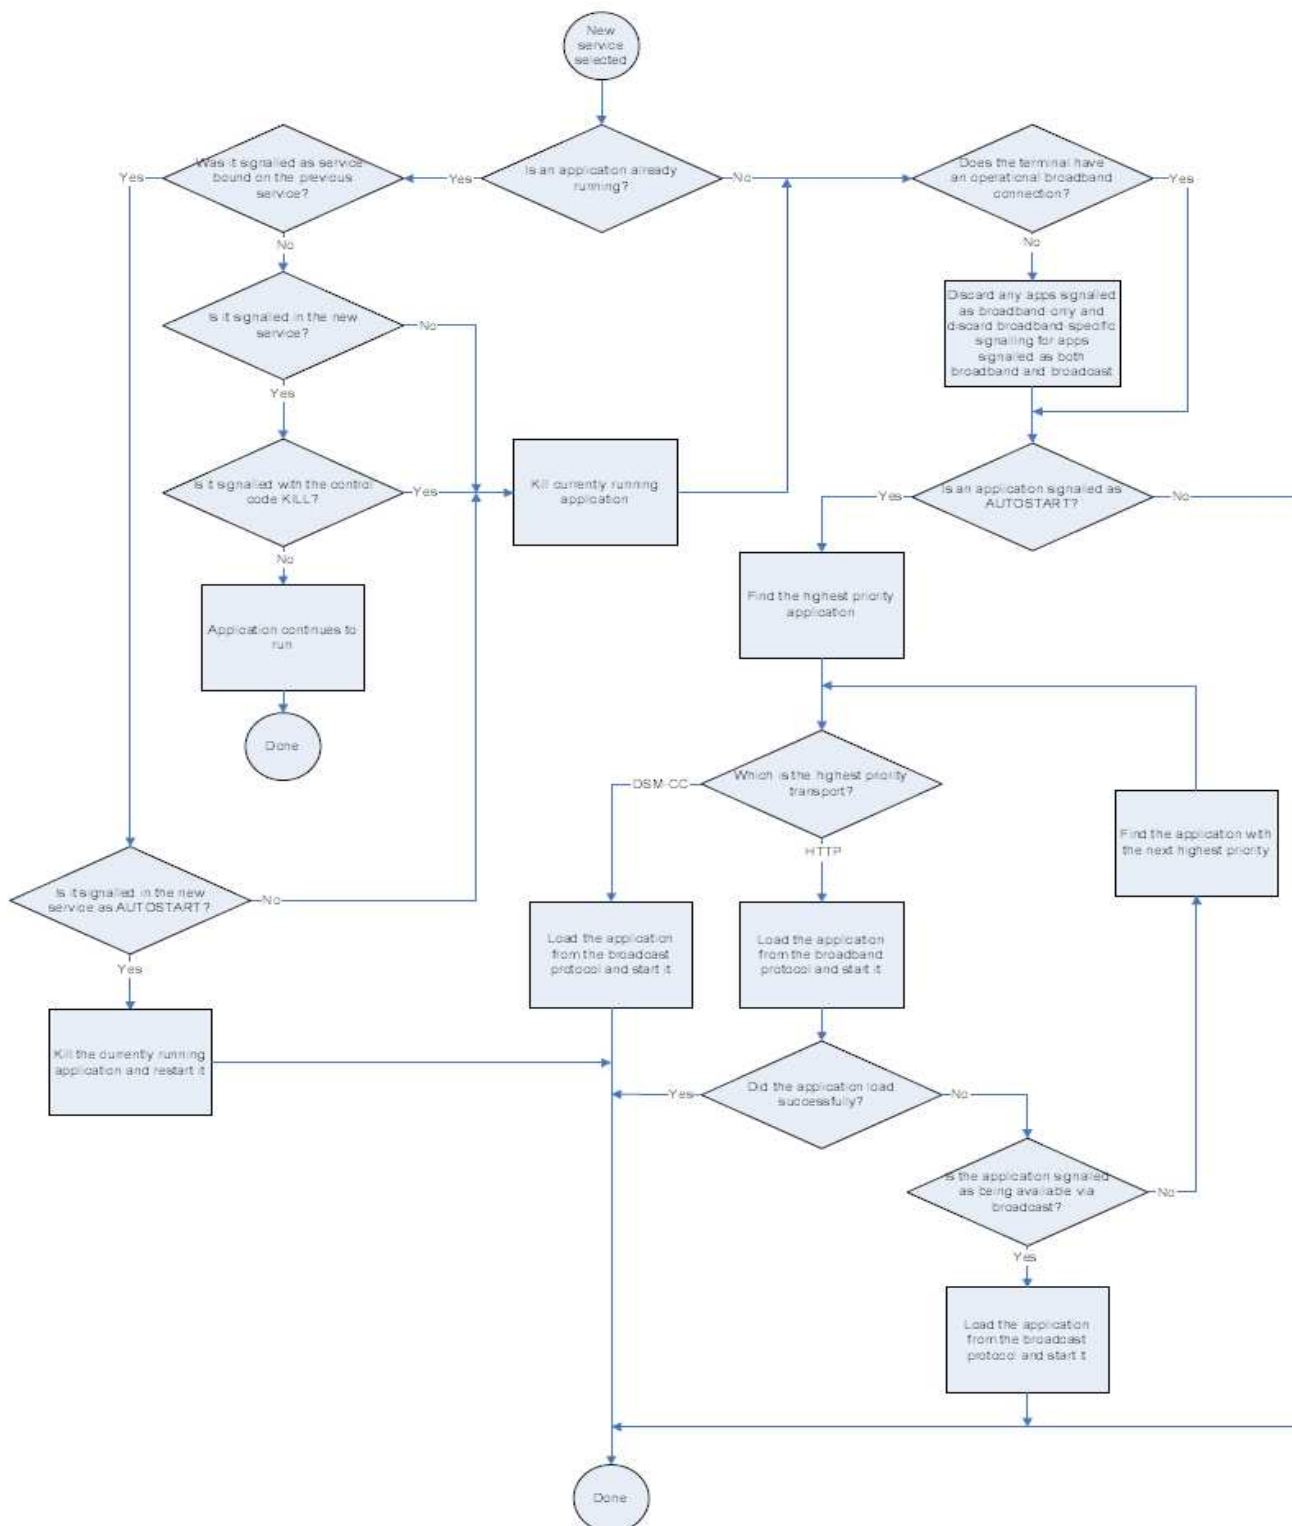 New
service
selected
Was it signalled as service
bound on the previous
service?
Is an application already
running?
Does the terminal have
an operational broadband
connection?
Yes
Yes
No
Yes
No
No
Is it signalled in the new
service?
No
Discard any apps signalled
as broadband only and
discard broadband-specific
signalling for apps
signalled as both
broadband and broadcast
Yes
Is it signalled with the control
code KILL?
Yes
Kill currently running
application
Yes
Is an application signalled as
AUTOSTART?
No
No
Application continues to
run
Find the highest priority
application
Done
Which is the highest priority
transport?
DSM-CC
HTTP
Find the application with
the next highest priority
Is it signalled in the new
service as AUTOSTART?
No
Load the application
from the broadcast
protocol and start it
Load the application
from the broadband
protocol and start it
Yes
Kill the currently running
application and restart it
Yes
Did the application load
successfully?
No
Is the application signalled
as being available via
broadcast?
No
Yes
Load the application
from the broadcast
protocol and start it
Done